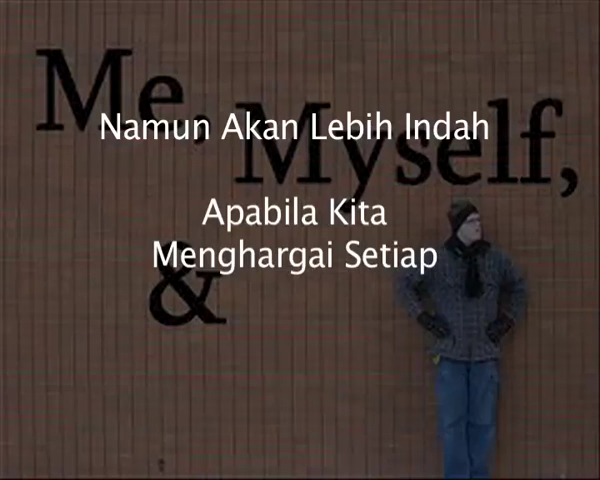 Me,
Namun Akan Lebih Indah
Myself,
Apabila Kita
Menghargai Setiap
&